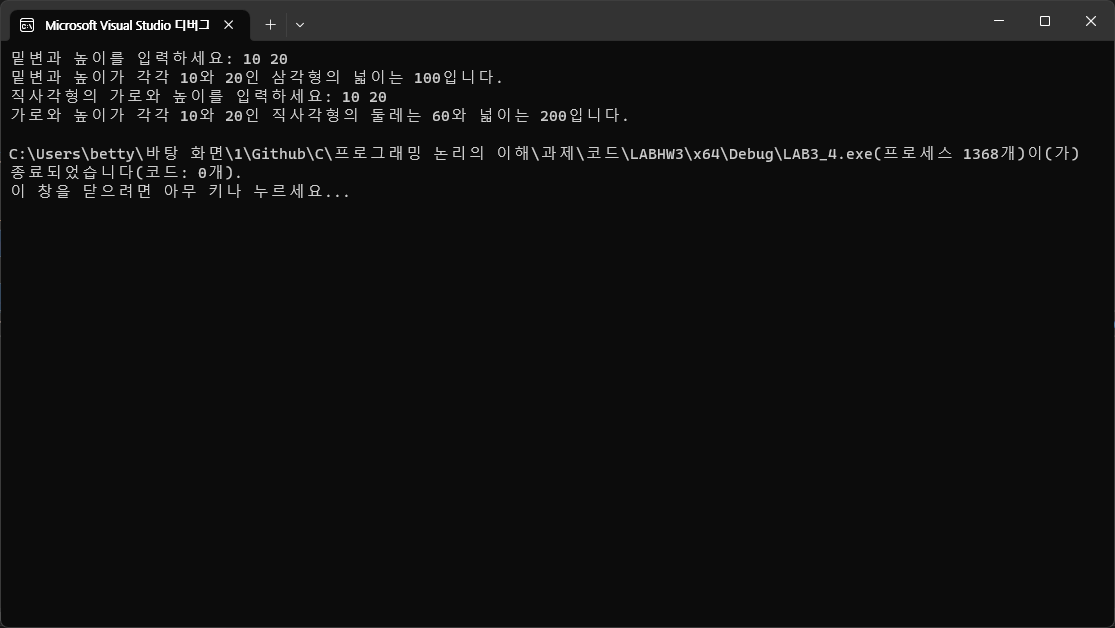 Microsoft Visual Studio 디버그
밑변과 높이를 입력하세요: 10 20
밑변과 높이가 각각 10와 20인 삼각형의 넓이는 100입니다.
직사각형의 가로와 높이를 입력하세요: 10 20
가로와 높이가 각각 10와 20인 직사각형의 둘레는 60와 넓이는 200입니다.
C:\Users\betty\바탕 화면\1\Github\C\프로그래밍 논리의 이해\과제\코드\LABHW3\x64\Debug\LAB3_4.exe(프로세스 1368개)이(가)
종료되었습니다(코드: 0개).
이 창을 닫으려면 아무 키나 누르세요...